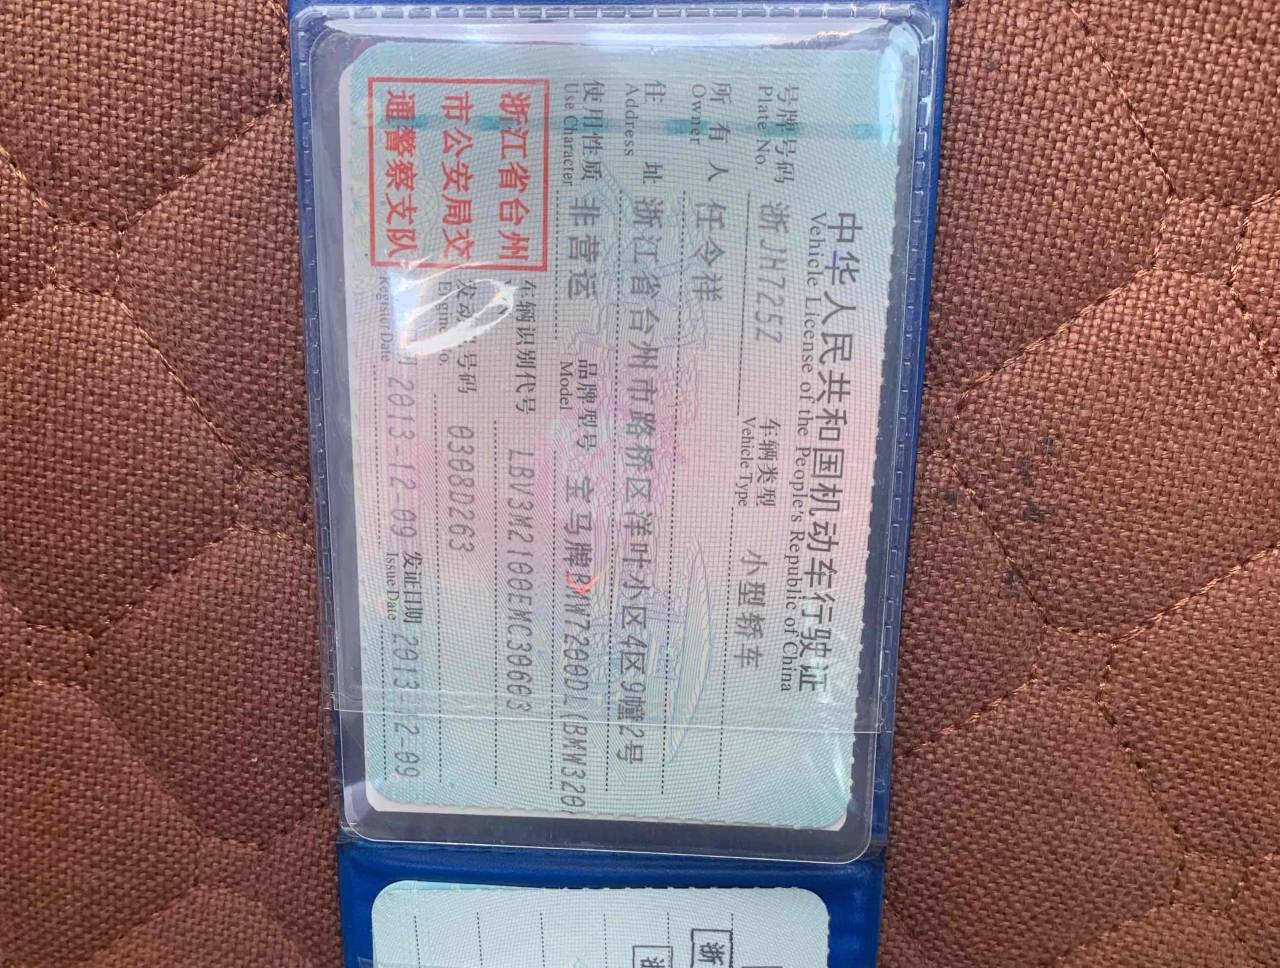 中华人民共和国机动车行驶证
Vehicle License of the People's Republic of China
号牌号码 浙JH725Z 车辆类型 小型轿车
Plate No. Vehicle Type
所有人 任令祥
Owner
住址 浙江省台州市路桥区洋叶小区4区9幢2号
Address
使用性质 非营运 品牌型号 宝马牌BMW7200DL(BMW320
Use Character Model
浙江省台州
市公安局交
通警察支队
车辆识别代号 LBV3M2100EMC30603
发动 号码 0308D263
Engine No.
2013-12-09 发证日期 2013-12-09
Register Date Issue Date
浙